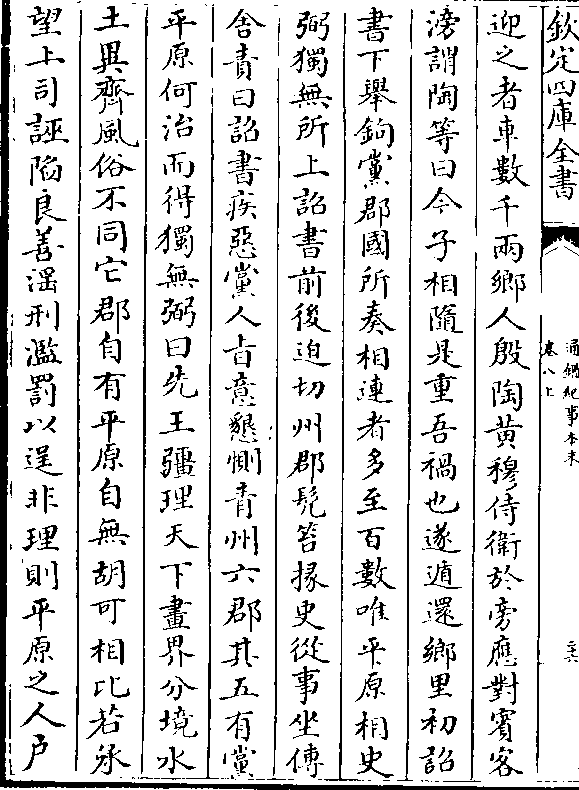 欽定四庫全書
通鑑紀事本末
卷八上
二六
迎之者車數千兩鄉人殷陶黃穆侍衛於旁應對賓客
滂謂陶等曰今子相隨是重吾禍也遂遁還鄉里初詔
書下舉鉤黨郡國所奏相連者多至百數唯平原相史
弼獨無所上詔書前後迫切州郡髠笞掾史從事坐傳
舍責曰詔書疾惡黨人㫖意懇惻青州六郡其五有黨
平原何治而得獨無弼曰先王疆理天下畫界分境水
土異齊風俗不同它郡自有平原自無胡可相比若承
望上司誣陷良善淫刑濫罰以逞非理則平原之人户